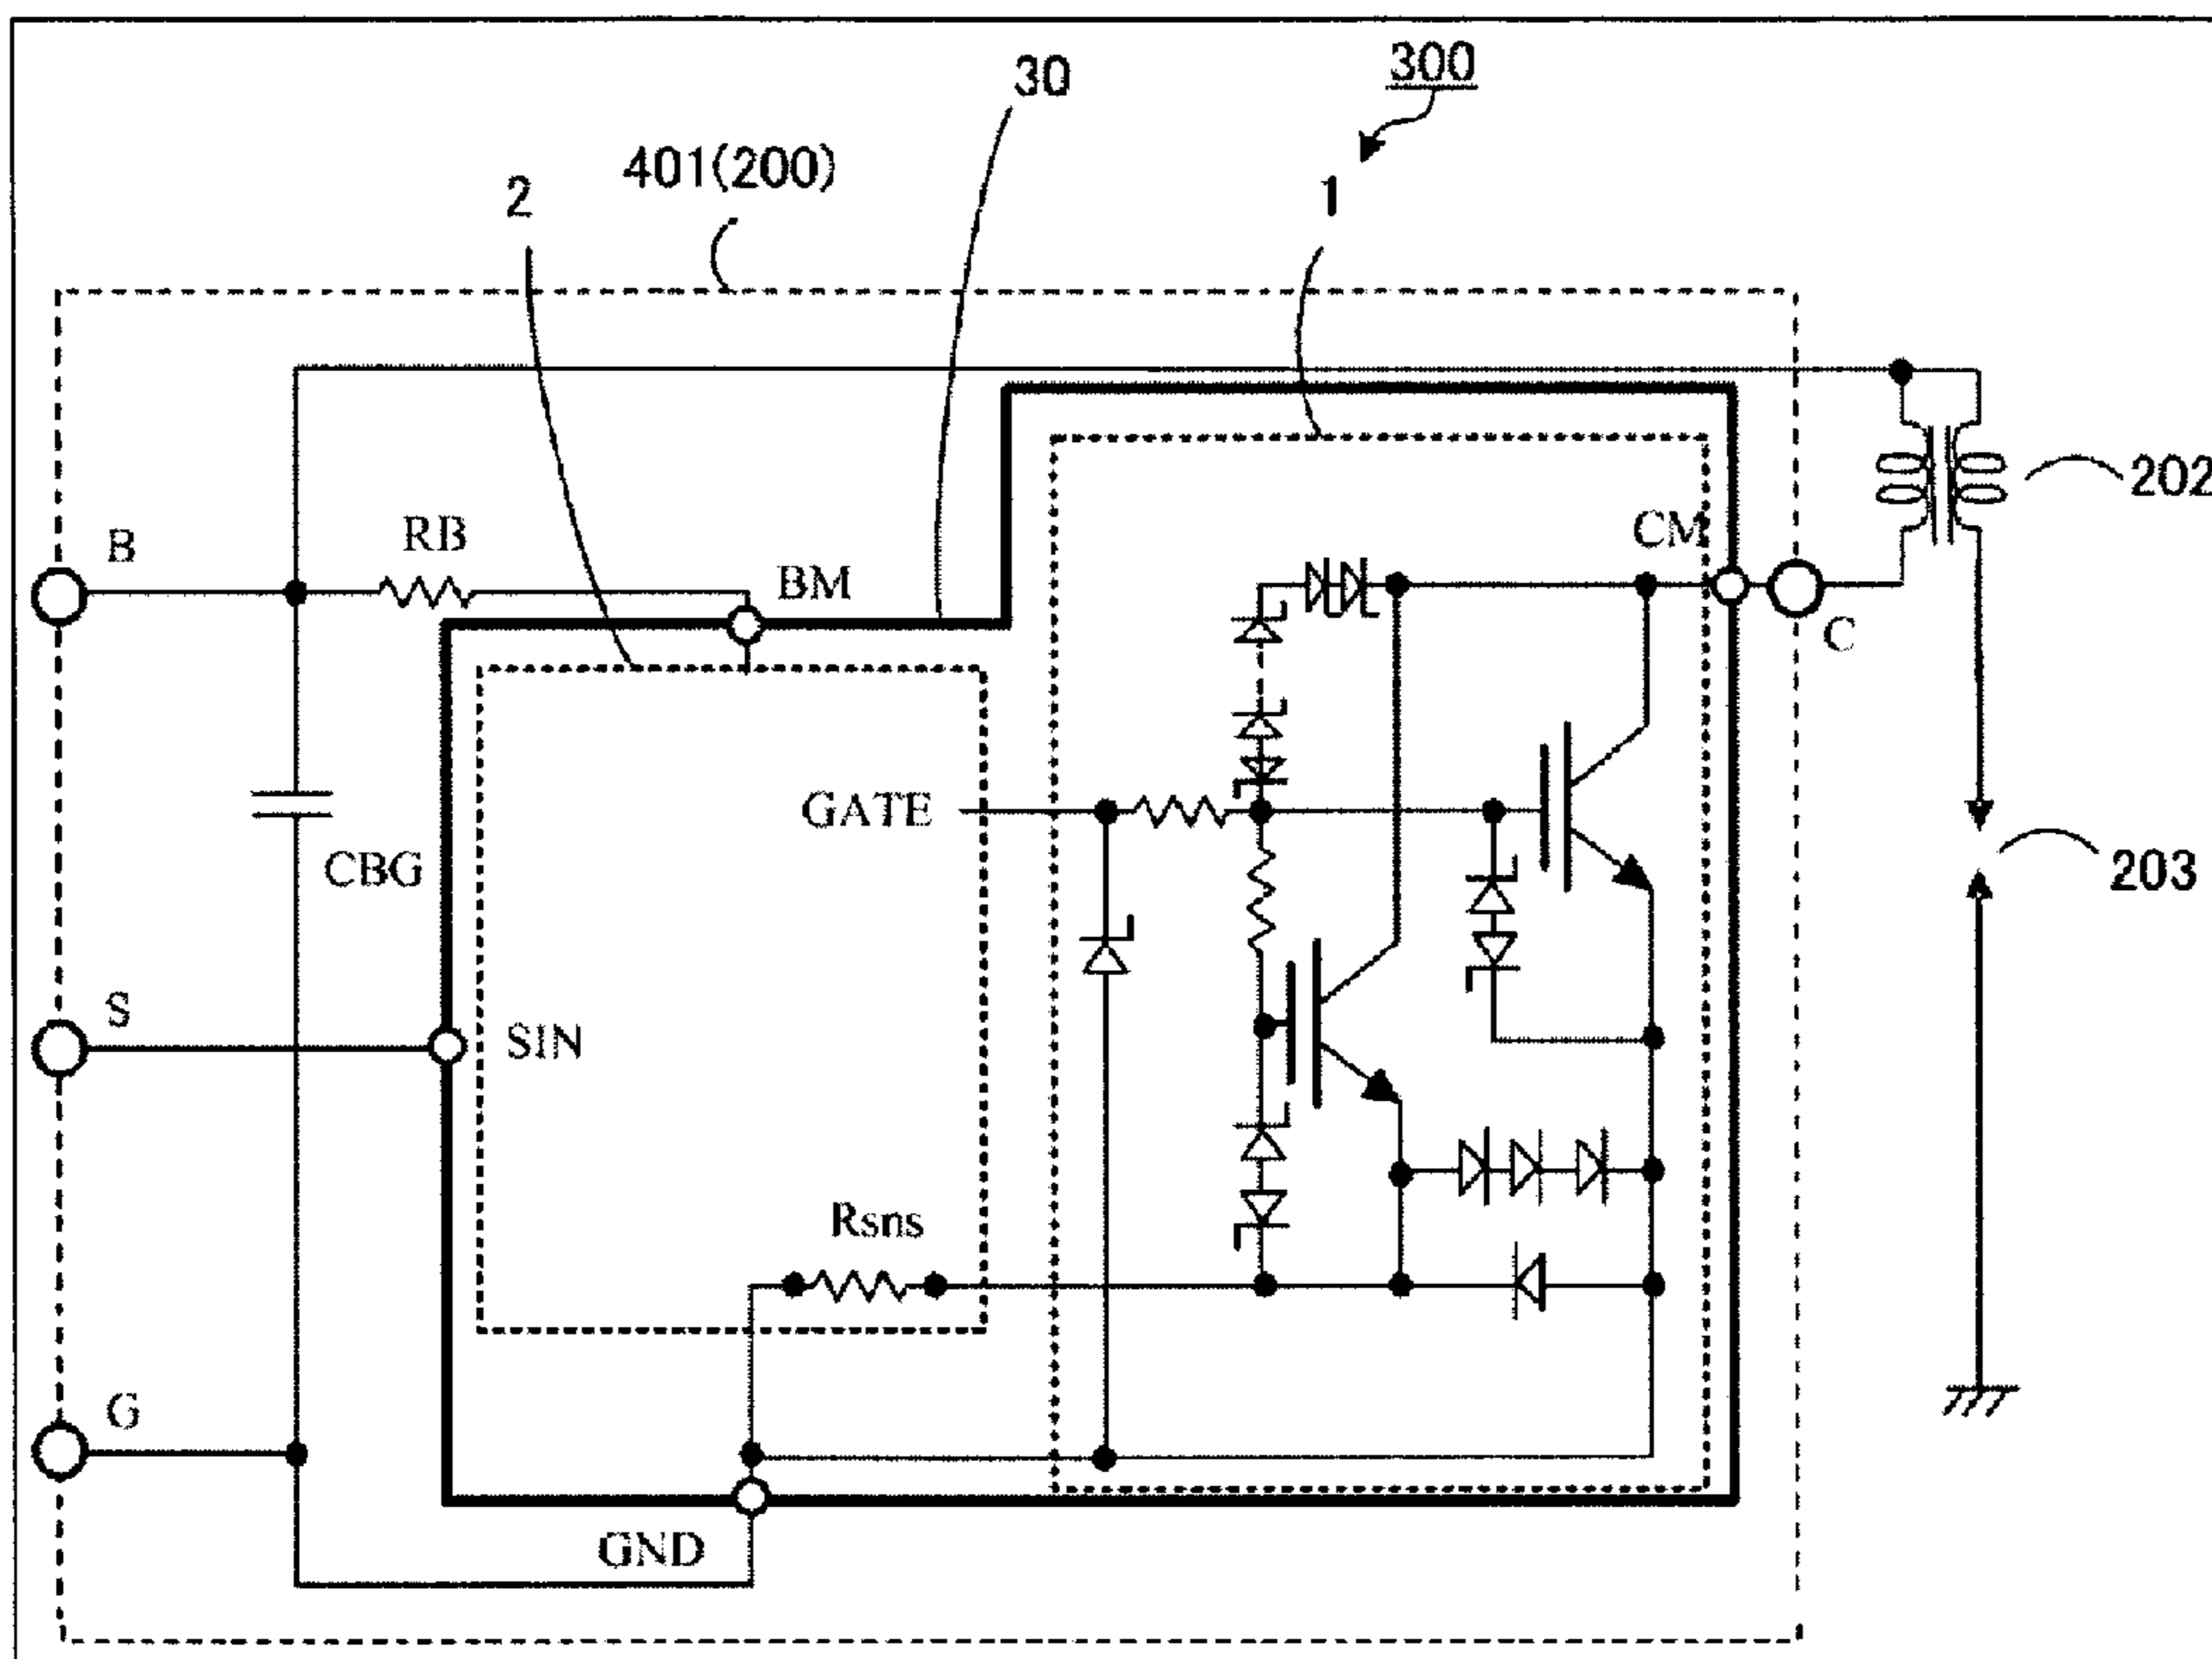 300
30
401(200)
2
1
202
B
RB
BM
CM
C
GATE
CBG
203
S
SIN
Rsns
G
GND